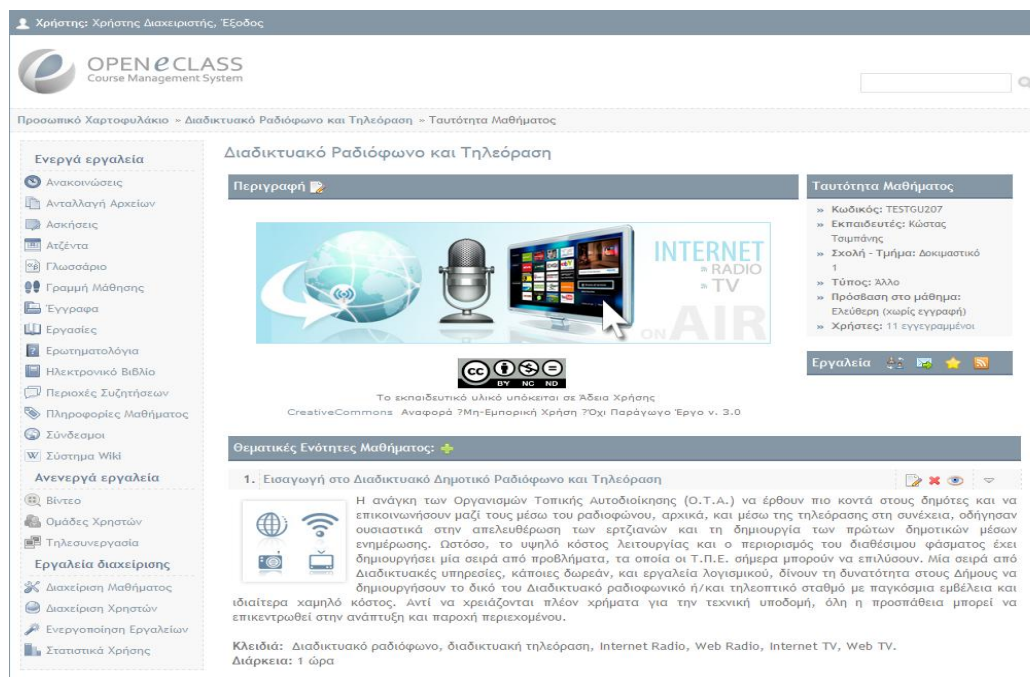 Χρήστης: Χρήστης Διαχειριστής, Έξοδος
OPEN eCLASS
Course Management System
Προσωπικό Χαρτοφυλάκιο » Διαδικτυακό Ραδιόφωνο και Τηλεόραση » Ταυτότητα Μαθήματος
Ενεργά εργαλεία
Ανακοινώσεις
Ανταλλαγή Αρχείων
Ασκήσεις
Ατζέντα
Γλωσσάριο
Γραμμή Μάθησης
Έγγραφα
Εργασίες
Ερωτηματολόγια
Ηλεκτρονικό Βιβλίο
Περιοχές Συζητήσεων
Πληροφορίες Μαθήματος
Σύνδεσμοι
Σύστημα Wiki
Ανενεργά εργαλεία
Βίντεο
Ομάδες Χρηστών
Τηλεσυνεργασία
Εργαλεία διαχείρισης
Διαχείριση Μαθήματος
Διαχείριση Χρηστών
Ενεργοποίηση Εργαλείων
Στατιστικά Χρήσης
Διαδικτυακό Ραδιόφωνο και Τηλεόραση
Περιγραφή
INTERNET
» RADIO
» TV
ON AIR
cc BY NC ND
Το εκπαιδευτικό υλικό υπόκειται σε Άδεια Χρήσης
CreativeCommons Αναφορά ?Μη-Εμπορική Χρήση ?Όχι Παράγωγο Έργο v. 3.0
Ταυτότητα Μαθήματος
» Κωδικός: TESTGU207
» Εκπαιδευτές: Κώστας
Τσιμπάνης
» Σχολή - Τμήμα: Δοκιμαστικό
1
» Τύπος: Άλλο
» Πρόσβαση στο μάθημα:
Ελεύθερη (χωρίς εγγραφή)
» Χρήστες: 11 εγγεγραμμένοι
Εργαλεία
Θεματικές Ενότητες Μαθήματος:
1. Εισαγωγή στο Διαδικτυακό Δημοτικό Ραδιόφωνο και Τηλεόραση
Η ανάγκη των Οργανισμών Τοπικής Αυτοδιοίκησης (Ο.Τ.Α.) να έρθουν πιο κοντά στους δημότες και να
επικοινωνήσουν μαζί τους μέσω του ραδιοφώνου, αρχικά, και μέσω της τηλεόρασης στη συνέχεια, οδήγησαν
ουσιαστικά στην απελευθέρωση των ερτζιανών και τη δημιουργία των πρώτων δημοτικών μέσων
ενημέρωσης. Ωστόσο, το υψηλό κόστος λειτουργίας και ο περιορισμός του διαθέσιμου φάσματος έχει
δημιουργήσει μία σειρά από προβλήματα, τα οποία οι Τ.Π.Ε. σήμερα μπορούν να επιλύσουν. Μία σειρά από
Διαδικτυακές υπηρεσίες, κάποιες δωρεάν, και εργαλεία λογισμικού, δίνουν τη δυνατότητα στους Δήμους να
δημιουργήσουν το δικό του Διαδικτυακό ραδιοφωνικό ή/και τηλεοπτικό σταθμό με παγκόσμια εμβέλεια και
ιδιαίτερα χαμηλό κόστος. Αντί να χρειάζονται πλέον χρήματα για την τεχνική υποδομή, όλη η προσπάθεια μπορεί να
επικεντρωθεί στην ανάπτυξη και παροχή περιεχομένου.
Κλειδιά: Διαδικτυακό ραδιόφωνο, διαδικτυακή τηλεόραση, Internet Radio, Web Radio, Internet TV, Web TV.
Διάρκεια: 1 ώρα